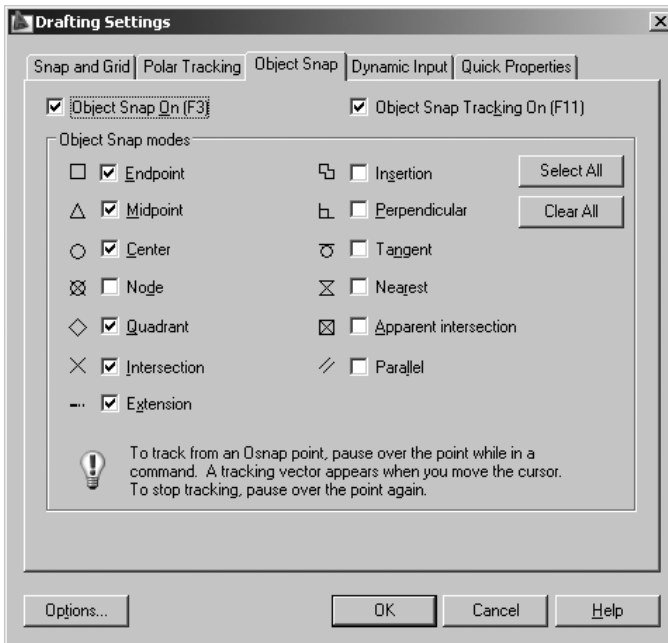 Drafting Settings
Snap and Grid
Polar Tracking
Object Snap
Dynamic Input
Quick Properties
Object Snap On (F3)
Object Snap Tracking On (F11)
Object Snap modes
Endpoint
Midpoint
Center
Node
Quadrant
Intersection
Extension
Insertion
Perpendicular
Tangent
Nearest
Apparent intersection
Parallel
Select All
Clear All
To track from an Osnap point, pause over the point while in a
command. A tracking vector appears when you move the cursor.
To stop tracking, pause over the point again.
Options...
OK
Cancel
Help